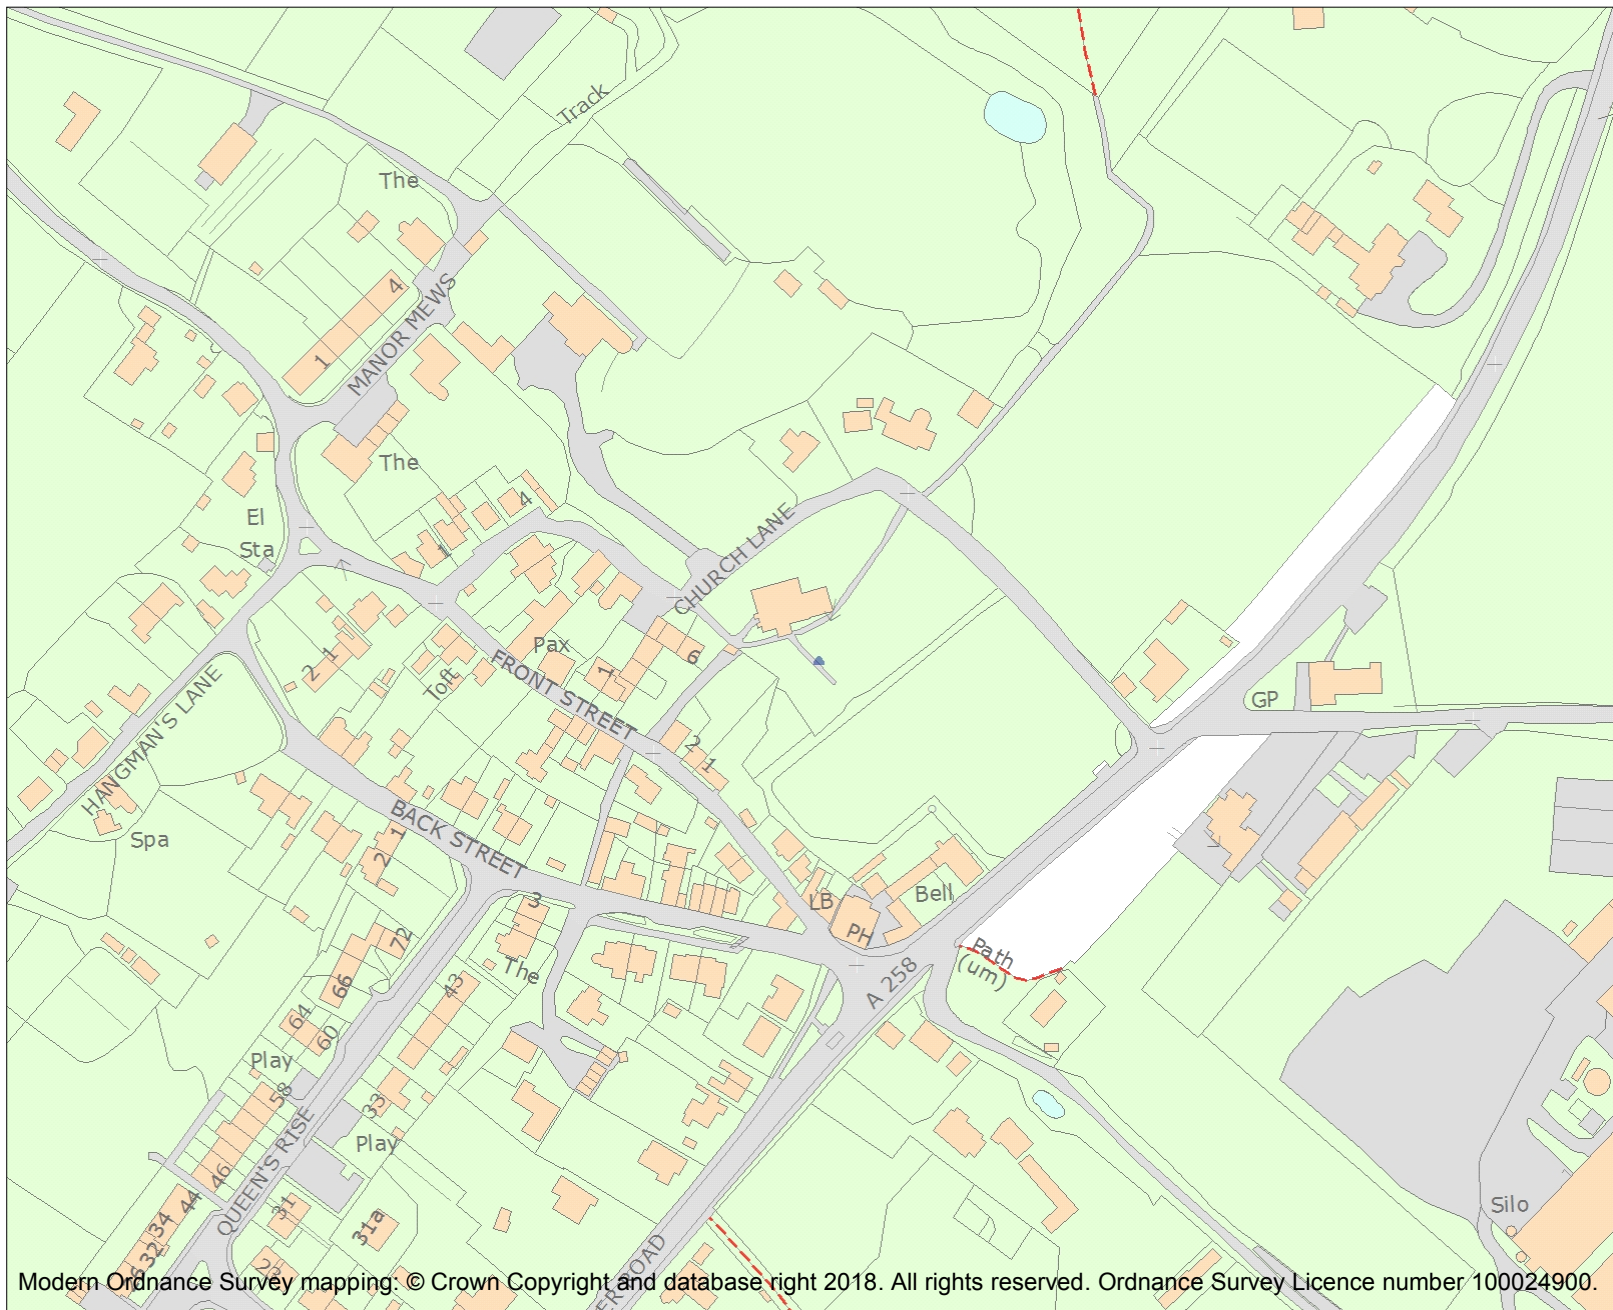 Track
The
4
MANOR MEWS
1
The
4
El
Sta
1
CHURCH LANE
Pax
6
1
2 1
Toft
FRONT STREET
GP
HANGMAN'S LANE
2
1
BACK STREET
Spa
1
2
3
LB
Bell
PH
72
Path
(um)
The
A 258
66
43
64
60
Play
58
33
Play
QUEEN'S RISE
46
44
31
34
31a
32
Silo
23
Modern Ordnance Survey mapping: © Crown Copyright and database right 2018. All rights reserved. Ordnance Survey Licence number 100024900.